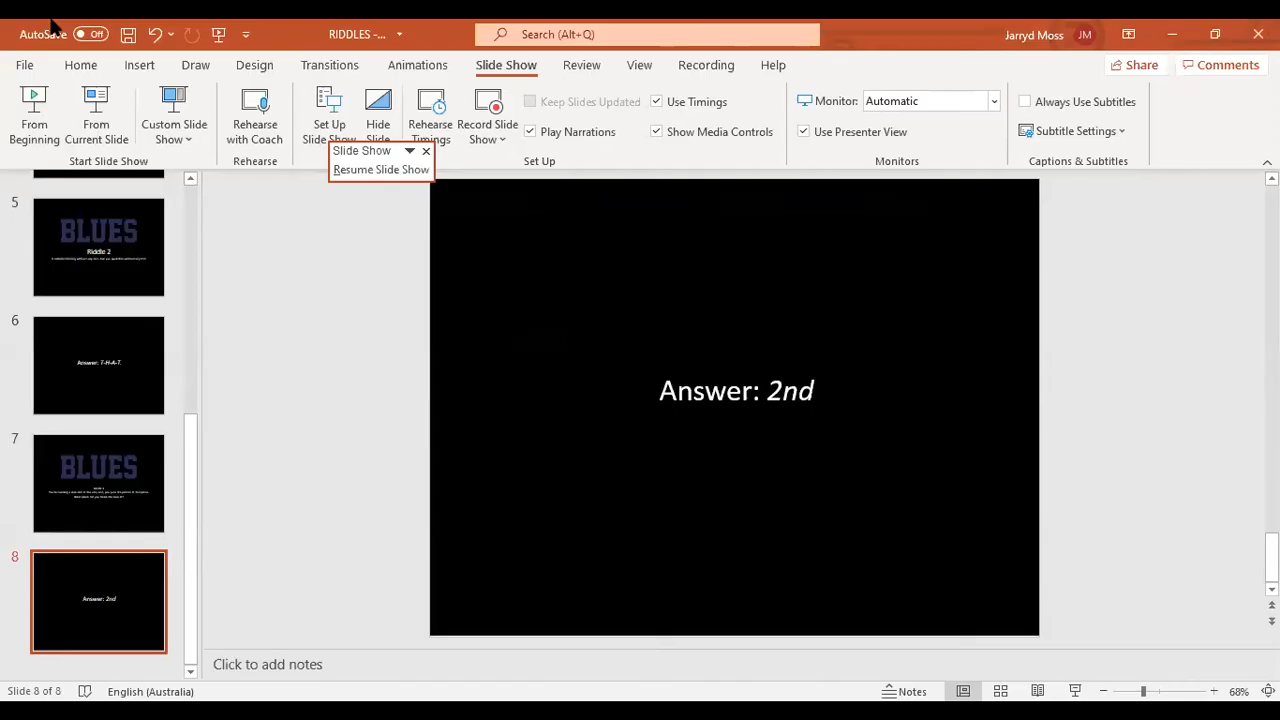 AutoSave Off RIDDLES -... Search (Alt+Q) Jarryd Moss JM
File Home Insert Draw Design Transitions Animations Slide Show Review View Recording Help Share Comments
From Beginning
From Current Slide
Custom Slide Show
Rehearse with Coach
Set Up Slide Show
Hide Slide
Rehearse Timings
Record Slide Show
Keep Slides Updated
Play Narrations
Use Timings
Show Media Controls
Monitor: Automatic
Use Presenter View
Always Use Subtitles
Subtitle Settings
Start Slide Show Rehearse Set Up Monitors Captions & Subtitles
Slide Show
Resume Slide Show
5
BLUES
Riddle 2
6
Answer: T-H-A-T.
7
BLUES
8
Answer: 2nd
Answer: 2nd
Click to add notes
Slide 8 of 8 English (Australia) Notes 68%